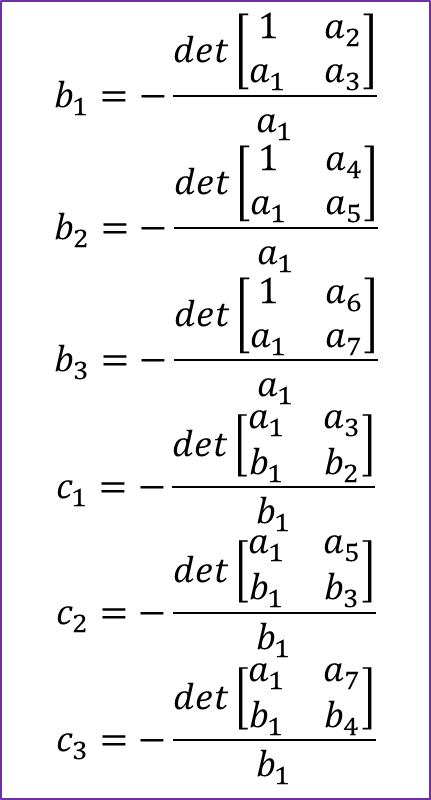 b₁ = − det [1 a₂; a₁ a₃] / a₁
b₂ = − det [1 a₄; a₁ a₅] / a₁
b₃ = − det [1 a₆; a₁ a₇] / a₁
c₁ = − det [a₁ a₃; b₁ b₂] / b₁
c₂ = − det [a₁ a₅; b₁ b₃] / b₁
c₃ = − det [a₁ a₇; b₁ b₄] / b₁